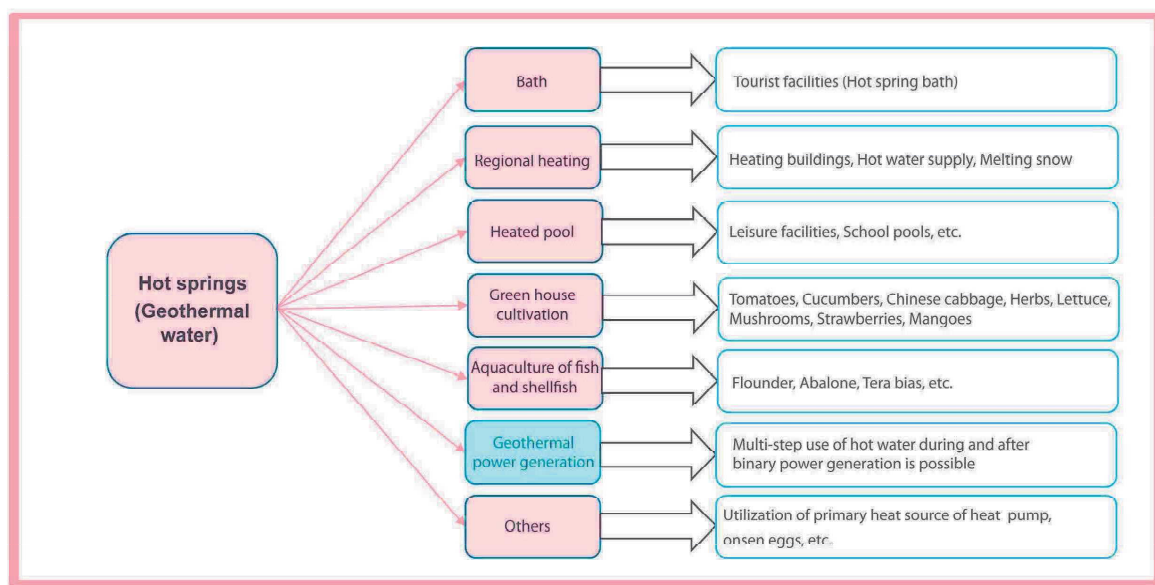 Bath
Tourist facilities (Hot spring bath)
Regional heating
Heating buildings, Hot water supply, Melting snow
Heated pool
Leisure facilities, School pools, etc.
Hot springs
(Geothermal
water)
Green house
cultivation
Tomatoes, Cucumbers, Chinese cabbage, Herbs, Lettuce,
Mushrooms, Strawberries, Mangoes
Aquaculture of fish
and shellfish
Flounder, Abalone, Tera bias, etc.
Geothermal
power generation
Multi-step use of hot water during and after
binary power generation is possible
Others
Utilization of primary heat source of heat pump,
onsen eggs, etc.